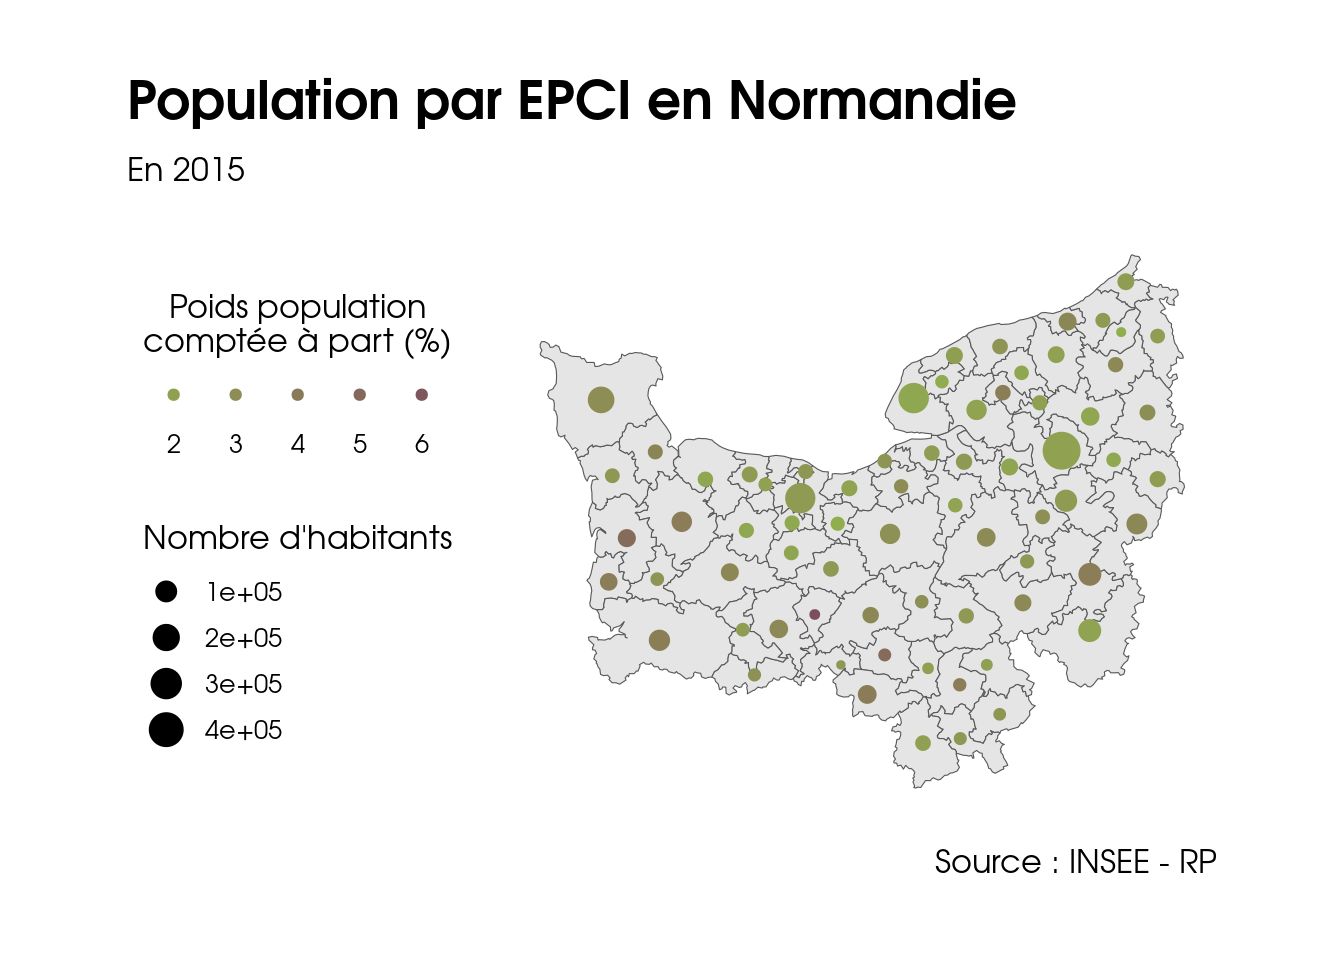 Population par EPCI en Normandie
En 2015
Poids population
comptée à part (%)
2 3 4 5 6
Nombre d'habitants
1e+05
2e+05
3e+05
4e+05
Source : INSEE - RP